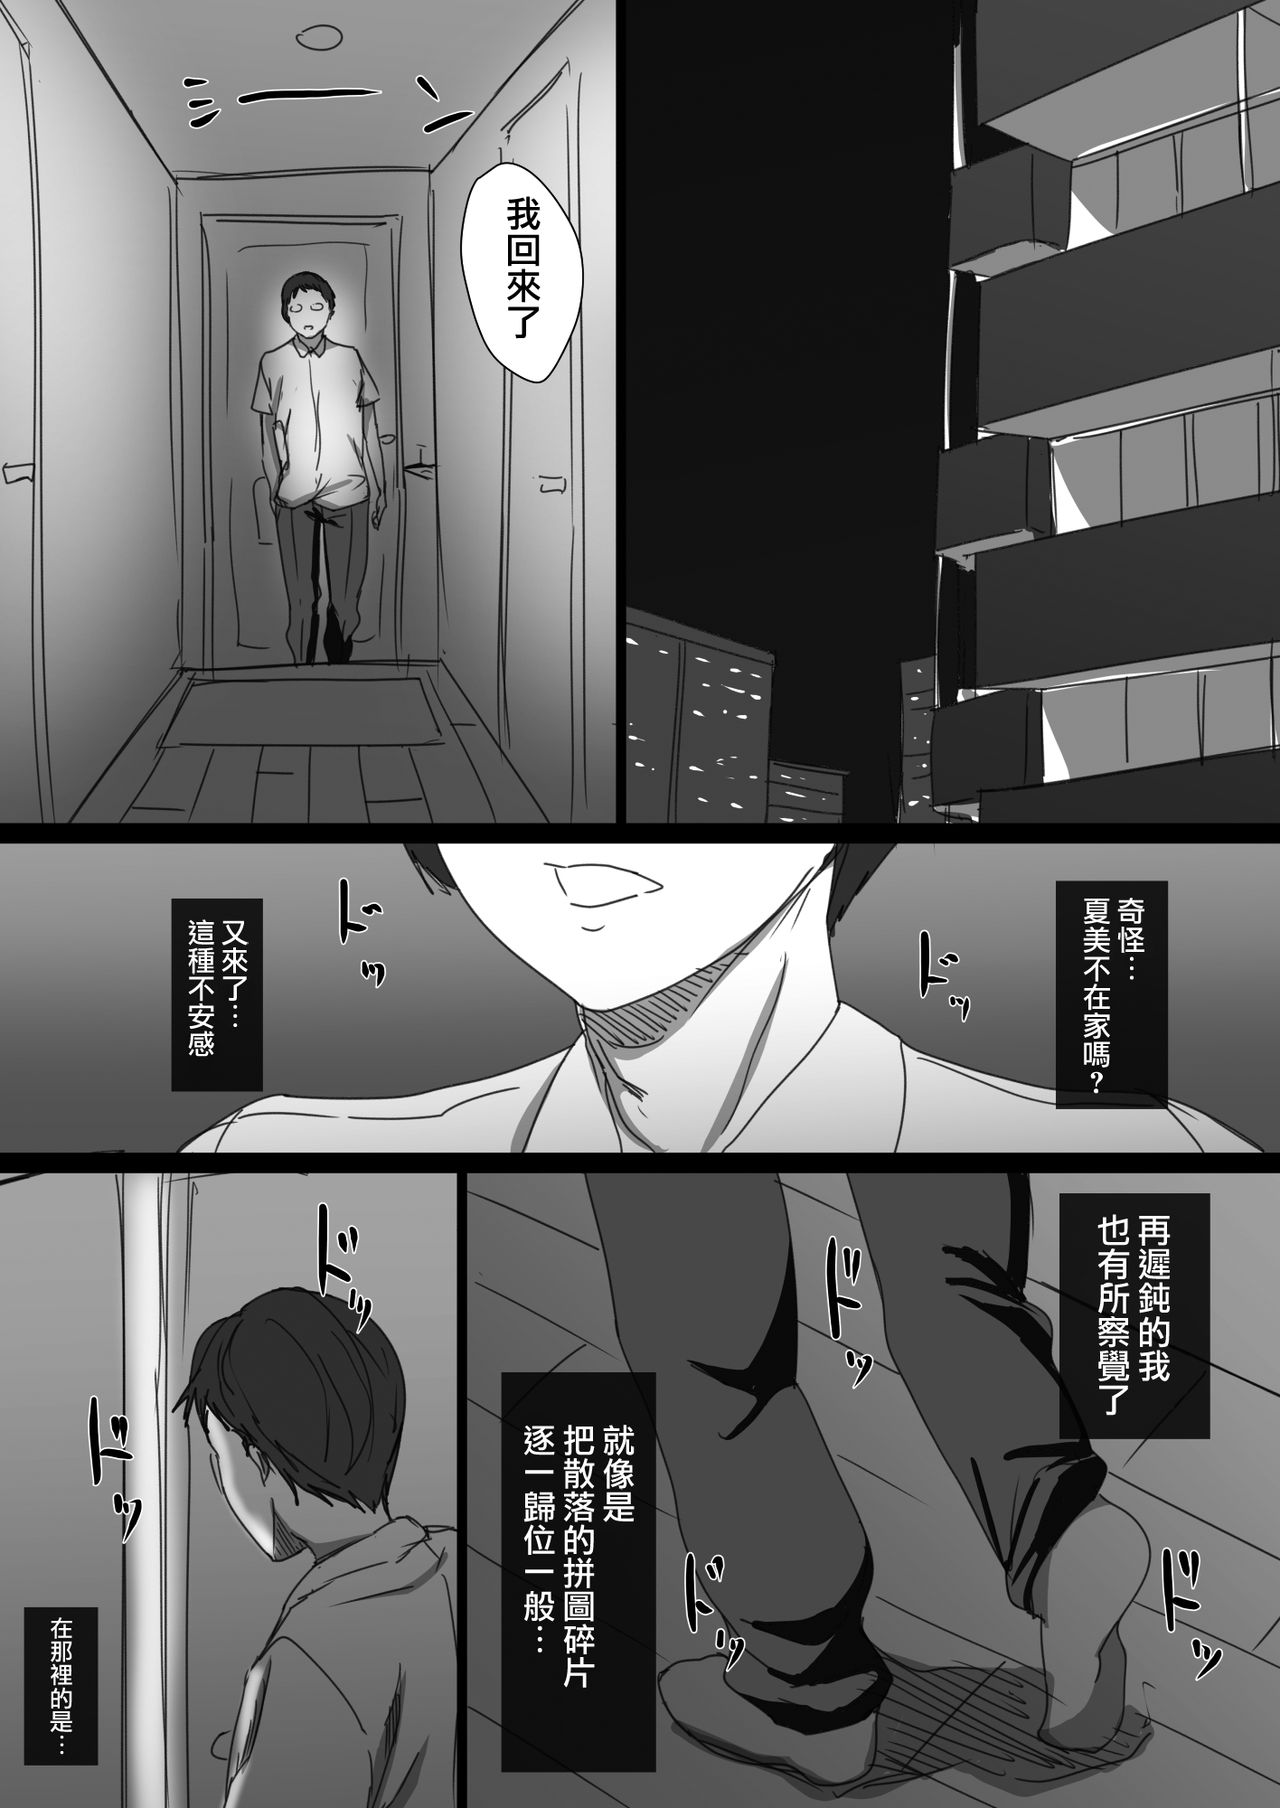 シーン
我回來了
奇怪…
夏美不在家嗎?
ドッ
ドッ
又來了…
這種不安感
再遲鈍的我
也有所察覺了
ドッ
ドッ
ドッ
就像是
把散落的拼圖碎片
逐一歸位一般…
ドドッ
ドドッ
在那裡的是…